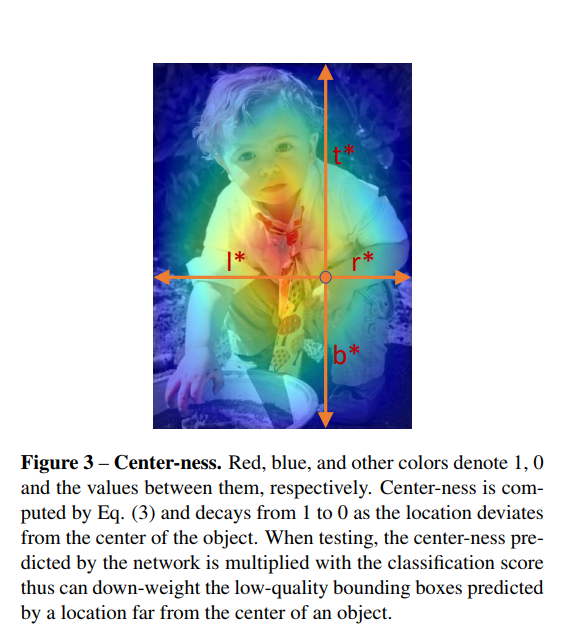 t*
l*
r*
b*
Figure 3 – Center-ness. Red, blue, and other colors denote 1, 0
and the values between them, respectively. Center-ness is com-
puted by Eq. (3) and decays from 1 to 0 as the location deviates
from the center of the object. When testing, the center-ness pre-
dicted by the network is multiplied with the classification score
thus can down-weight the low-quality bounding boxes predicted
by a location far from the center of an object.